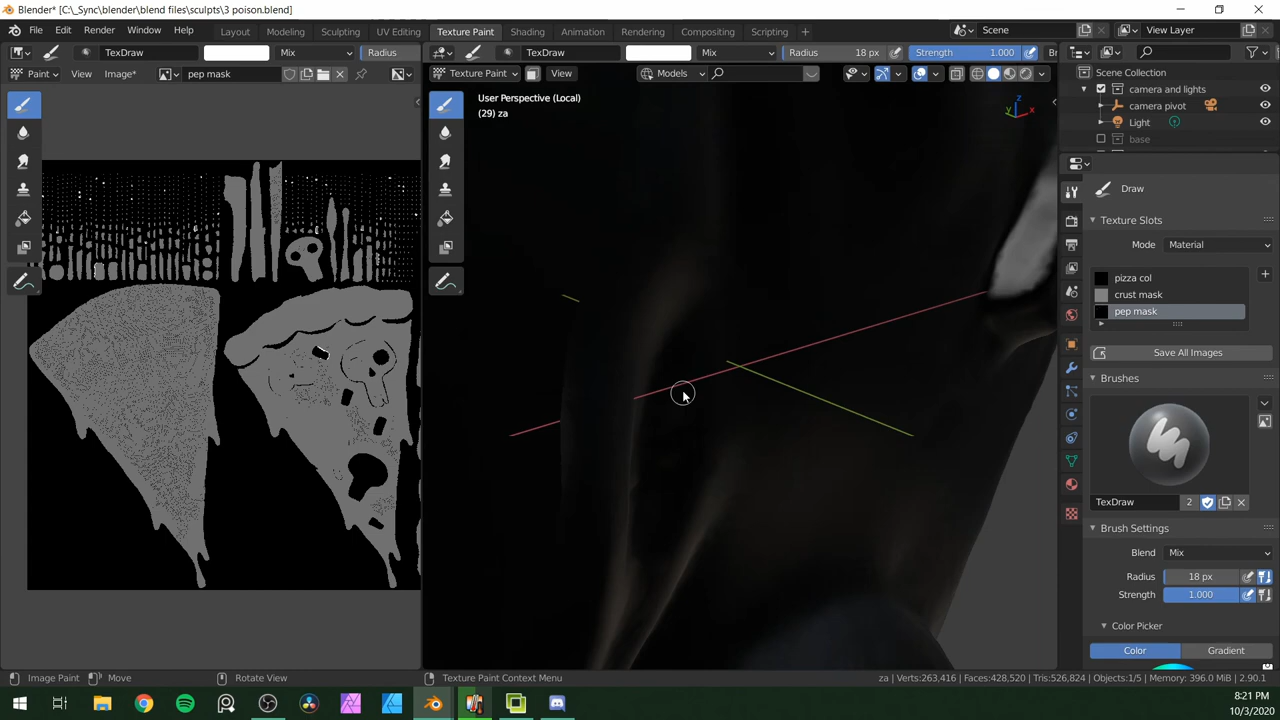 Blender* [C:\_Sync\blender\blend files\sculpts\3 poison.blend]
File Edit Render Window Help Layout Modeling Sculpting UV Editing Texture Paint Shading Animation Rendering Compositing Scripting Scene View Layer
TexDraw Mix Radius TexDraw Mix Radius 18 px Strength 1.000 Br
Paint View Image* pep mask Texture Paint View Models
Scene Collection
camera and lights
camera pivot
Light
base
User Perspective (Local)
(29) za
Z
Y
X
Draw
Texture Slots
Mode Material
pizza col
crust mask
pep mask
Save All Images
Brushes
TexDraw 2
Brush Settings
Blend Mix
Radius 18 px
Strength 1.000
Color Picker
Color Gradient
Image Paint Move Rotate View Texture Paint Context Menu za | Verts:263,416 | Faces:428,520 | Tris:526,824 | Objects:1/5 | Memory: 396.0 MiB | 2.90.1
8:21 PM
10/3/2020